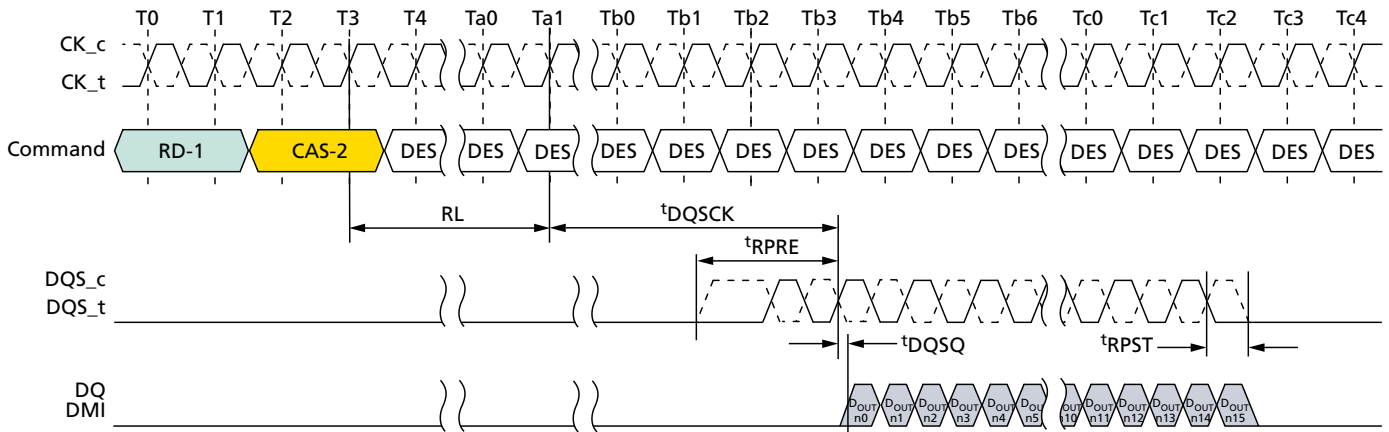 T0 T1 T2 T3 T4 Ta0 Ta1 Tb0 Tb1 Tb2 Tb3 Tb4 Tb5 Tb6 Tc0 Tc1 Tc2 Tc3 Tc4
CK_c
CK_t
Command RD-1 CAS-2 DES DES DES DES DES DES DES DES DES DES DES DES DES DES DES
RL tDQSCK
tRPRE
DQS_c
DQS_t
tDQSQ tRPST
DQ
DMI
DOUT n0 DOUT n1 DOUT n2 DOUT n3 DOUT n4 DOUT n5 DOUT n10 DOUT n11 DOUT n12 DOUT n13 DOUT n14 DOUT n15